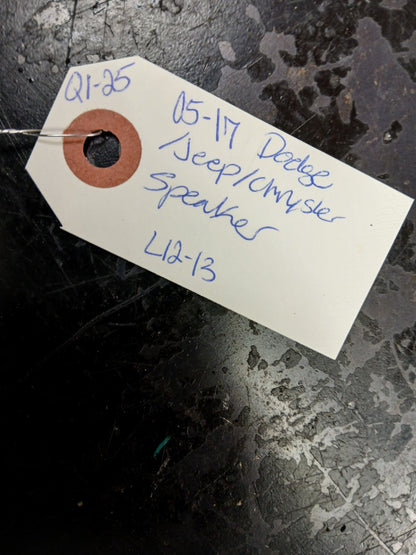 Q1-25
05-17 Dodge
/Jeep/Chrysler
Speaker
L12-13